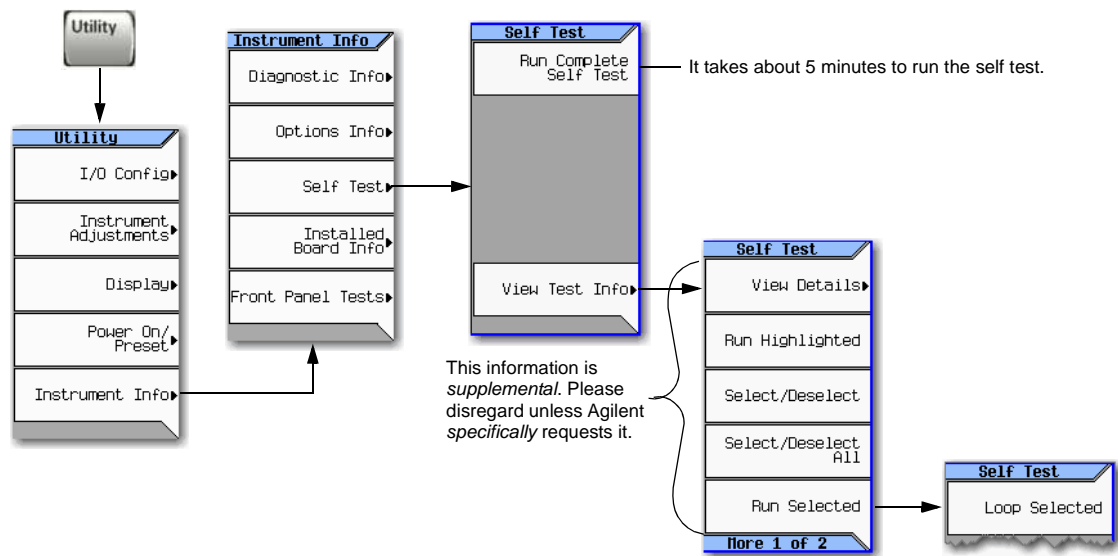 Utility
Utility
I/O Config
Instrument
Adjustments
Display
Power On/
Preset
Instrument Info
Instrument Info
Diagnostic Info
Options Info
Self Test
Installed
Board Info
Front Panel Tests
Self Test
Run Complete
Self Test
View Test Info
It takes about 5 minutes to run the self test.
This information is
supplemental. Please
disregard unless Agilent
specifically requests it.
Self Test
View Details
Run Highlighted
Select/Deselect
Select/Deselect
All
Run Selected
More 1 of 2
Self Test
Loop Selected